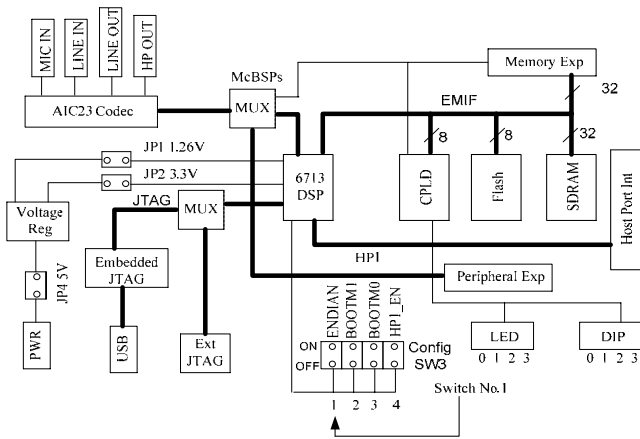 MIC IN
LINE IN
LINE OUT
HP OUT
AIC23 Codec
McBSPs
MUX
Memory Exp
32
EMIF
8
8
32
JP1 1.26V
JP2 3.3V
6713
DSP
CPLD
Flash
SDRAM
Host Port Int
Voltage
Reg
JTAG
MUX
HPI
Embedded
JTAG
Peripheral Exp
JP4 5V
PWR
USB
Ext
JTAG
ENDIAN
BOOTM1
BOOTM0
HPI_EN
LED
DIP
0 1 2 3
0 1 2 3
ON
OFF
Config
SW3
1 2 3 4
Switch No.1